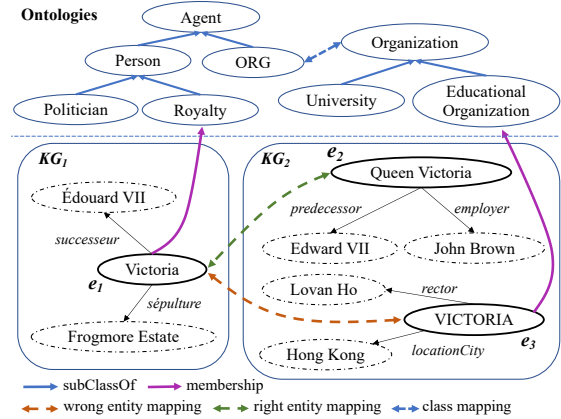 Ontologies
Agent
Person
ORG
Organization
Politician
Royalty
University
Educational
Organization
KG1
Édouard VII
successeur
Victoria
e1
sépulture
Frogmore Estate
KG2
e2
Queen Victoria
predecessor
employer
Edward VII
John Brown
Lovan Ho
rector
VICTORIA
e3
Hong Kong
locationCity
subClassOf
membership
wrong entity mapping
right entity mapping
class mapping